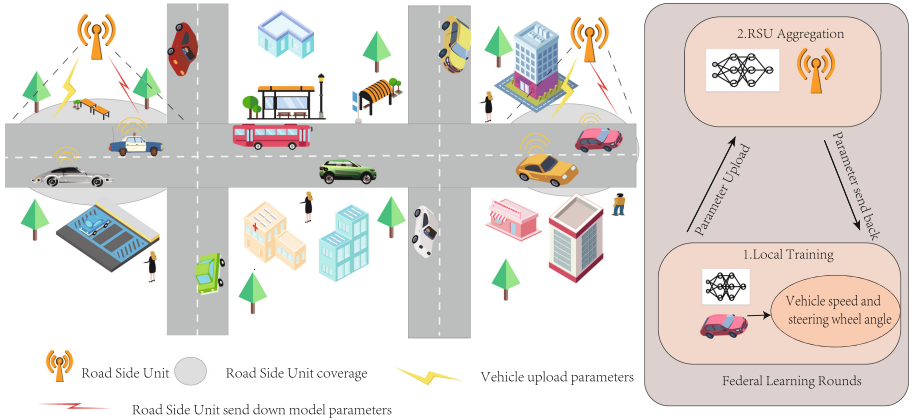 2.RSU Aggregation
Parameter Upload
Parameter send back
1.Local Training
Vehicle speed and
steering wheel angle
Federal Learning Rounds
Road Side Unit
Road Side Unit coverage
Vehicle upload parameters
Road Side Unit send down model parameters